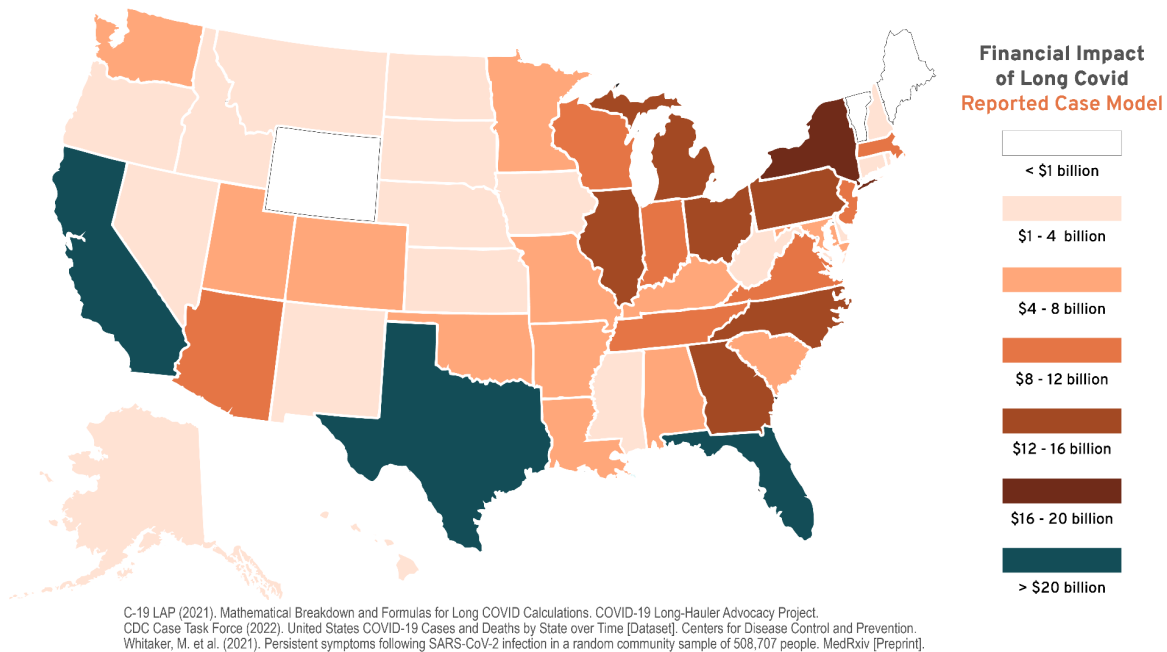 Financial Impact
of Long Covid
Reported Case Model
< $1 billion
$1 - 4 billion
$4 - 8 billion
$8 - 12 billion
$12 - 16 billion
$16 - 20 billion
> $20 billion
C-19 LAP (2021). Mathematical Breakdown and Formulas for Long COVID Calculations. COVID-19 Long-Hauler Advocacy Project.
CDC Case Task Force (2022). United States COVID-19 Cases and Deaths by State over Time [Dataset]. Centers for Disease Control and Prevention.
Whitaker, M. et al. (2021). Persistent symptoms following SARS-CoV-2 infection in a random community sample of 508,707 people. MedRxiv [Preprint].